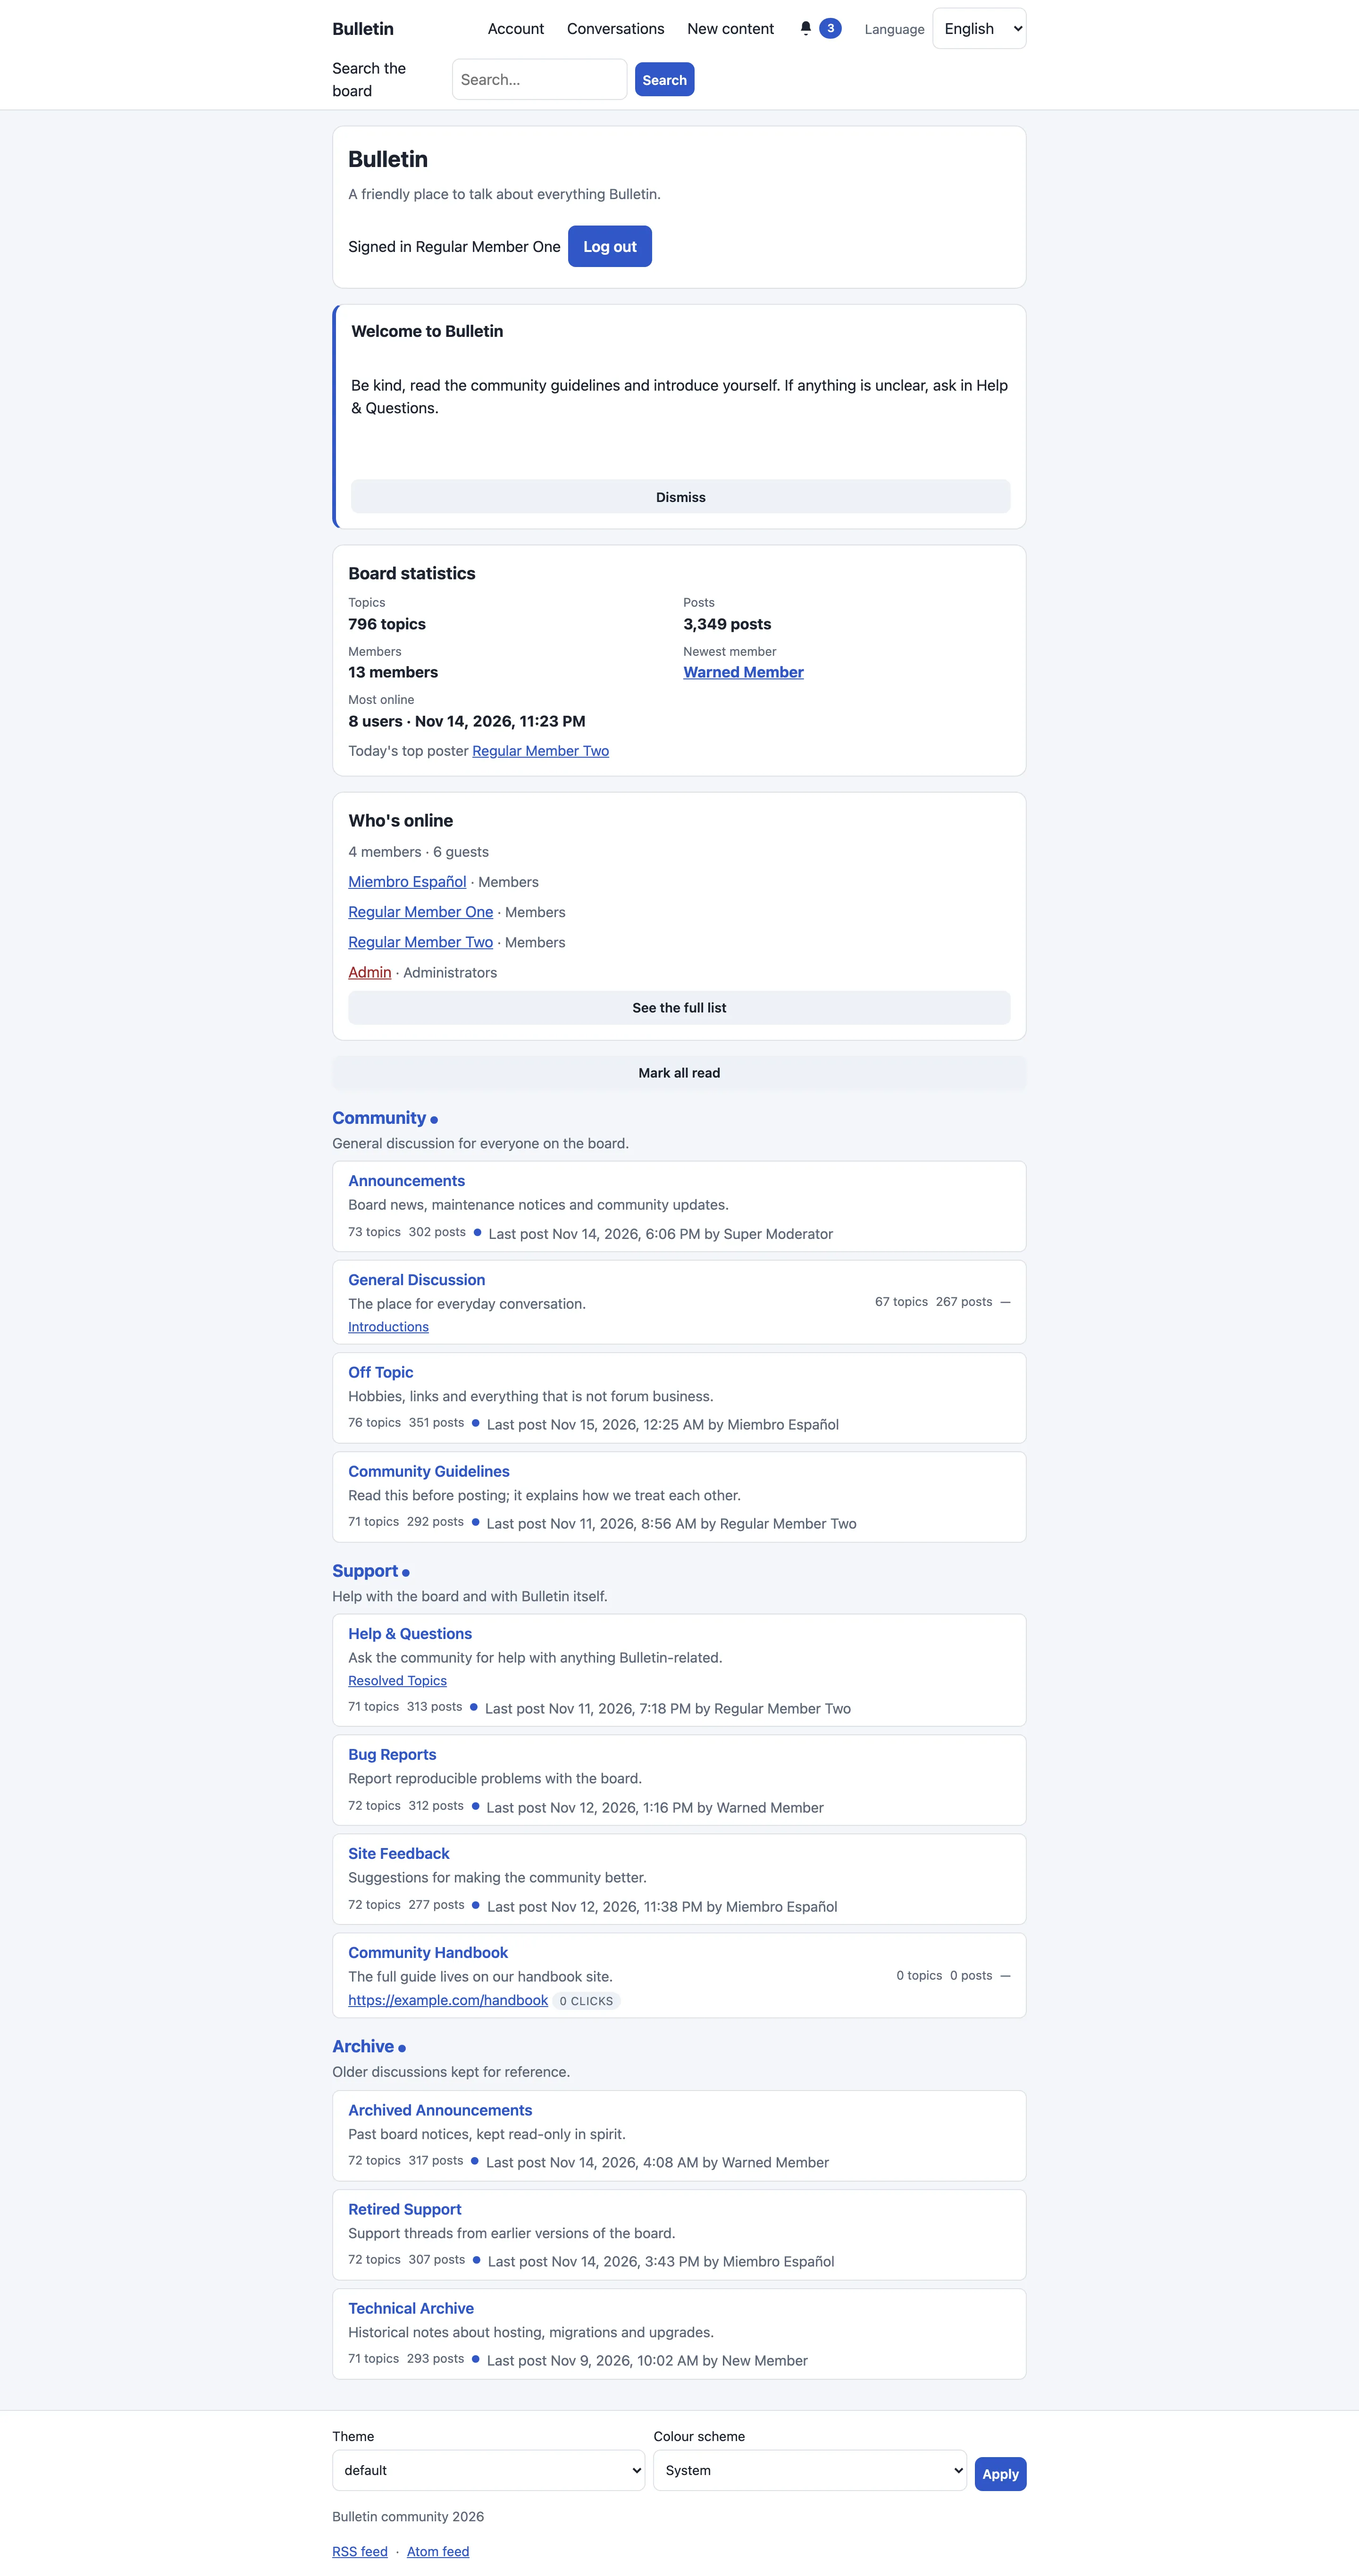 Bulletin
Account Conversations New content 3 Language English
Search the board
Search... Search
Bulletin
A friendly place to talk about everything Bulletin.
Signed in Regular Member One Log out
Welcome to Bulletin
Be kind, read the community guidelines and introduce yourself. If anything is unclear, ask in Help
& Questions.
Dismiss
Board statistics
Topics
796 topics
Posts
3,349 posts
Members
13 members
Newest member
Warned Member
Most online
8 users · Nov 14, 2026, 11:23 PM
Today's top poster Regular Member Two
Who's online
4 members · 6 guests
Miembro Español · Members
Regular Member One · Members
Regular Member Two · Members
Admin · Administrators
See the full list
Mark all read
Community
General discussion for everyone on the board.
Announcements
Board news, maintenance notices and community updates.
73 topics 302 posts Last post Nov 14, 2026, 6:06 PM by Super Moderator
General Discussion
The place for everyday conversation.
Introductions
67 topics 267 posts —
Off Topic
Hobbies, links and everything that is not forum business.
76 topics 351 posts Last post Nov 15, 2026, 12:25 AM by Miembro Español
Community Guidelines
Read this before posting; it explains how we treat each other.
71 topics 292 posts Last post Nov 11, 2026, 8:56 AM by Regular Member Two
Support
Help with the board and with Bulletin itself.
Help & Questions
Ask the community for help with anything Bulletin-related.
Resolved Topics
71 topics 313 posts Last post Nov 11, 2026, 7:18 PM by Regular Member Two
Bug Reports
Report reproducible problems with the board.
72 topics 312 posts Last post Nov 12, 2026, 1:16 PM by Warned Member
Site Feedback
Suggestions for making the community better.
72 topics 277 posts Last post Nov 12, 2026, 11:38 PM by Miembro Español
Community Handbook
The full guide lives on our handbook site.
https://example.com/handbook 0 CLICKS
0 topics 0 posts —
Archive
Older discussions kept for reference.
Archived Announcements
Past board notices, kept read-only in spirit.
72 topics 317 posts Last post Nov 14, 2026, 4:08 AM by Warned Member
Retired Support
Support threads from earlier versions of the board.
72 topics 307 posts Last post Nov 14, 2026, 3:43 PM by Miembro Español
Technical Archive
Historical notes about hosting, migrations and upgrades.
71 topics 293 posts Last post Nov 9, 2026, 10:02 AM by New Member
Theme
default
Colour scheme
System
Apply
Bulletin community 2026
RSS feed · Atom feed